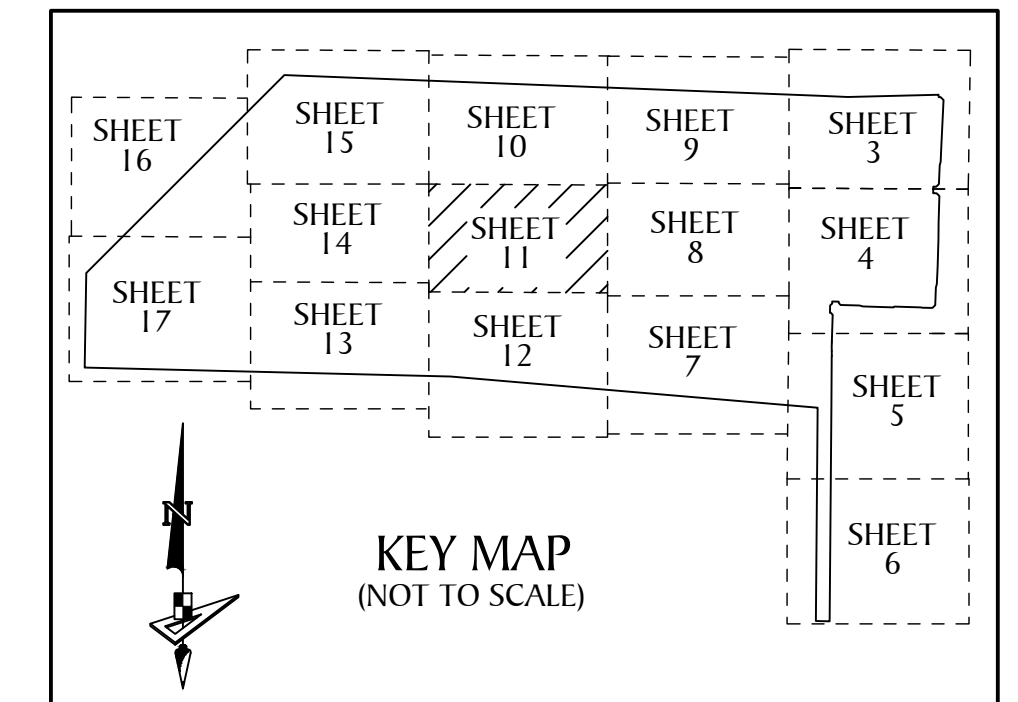 SHEET
16
SHEET
15
SHEET
10
SHEET
9
SHEET
3
SHEET
14
SHEET
11
SHEET
8
SHEET
4
SHEET
17
SHEET
13
SHEET
12
SHEET
7
SHEET
5
SHEET
6
N
KEY MAP
(NOT TO SCALE)